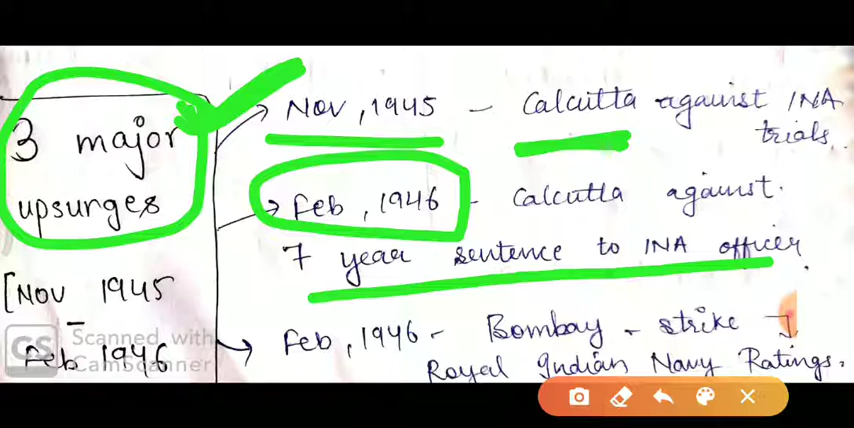 3 major
upsurges
[Nov 1945
–
Feb 1946
Nov, 1945 – Calcutta against INA
trials.
Feb, 1946 – Calcutta against
7 year sentence to INA officer.
Feb, 1946 – Bombay – strike
Royal Indian Navy Ratings.
CS Scanned with
CamScanner